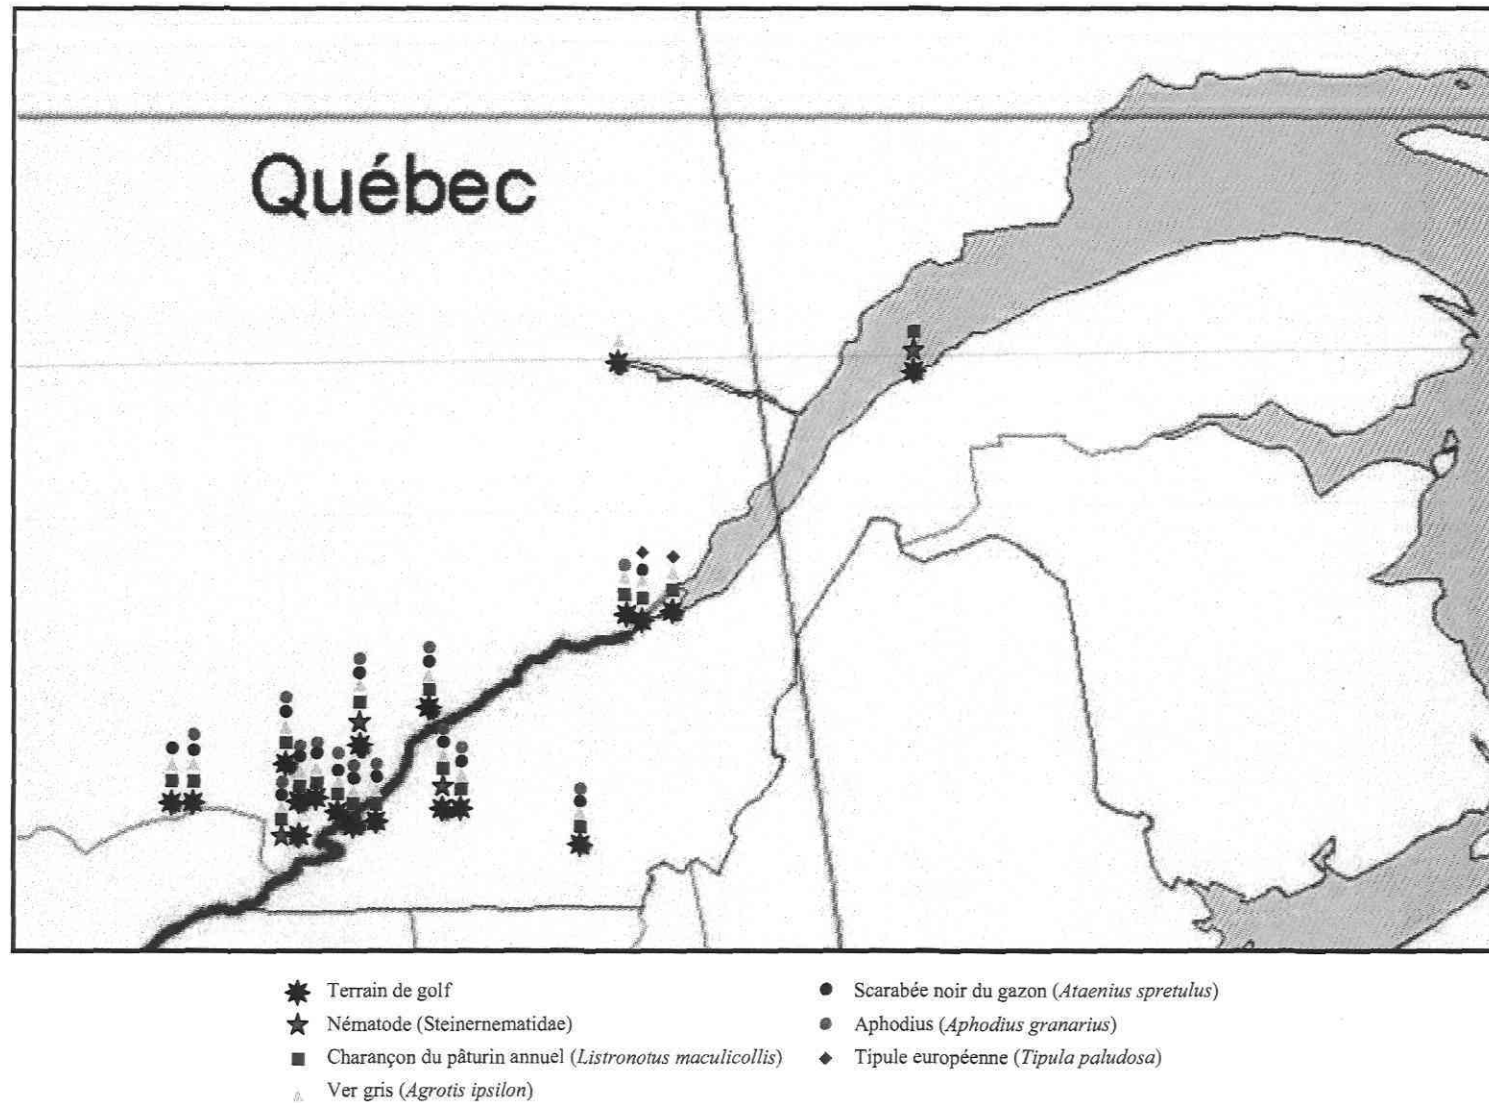 Québec
Terrain de golf
Nématode (Steinernematidae)
Charançon du pâturin annuel (Listronotus maculicollis)
Ver gris (Agrotis ipsilon)
Scarabée noir du gazon (Ataenius spretulus)
Aphodius (Aphodius granarius)
Tipule européenne (Tipula paludosa)